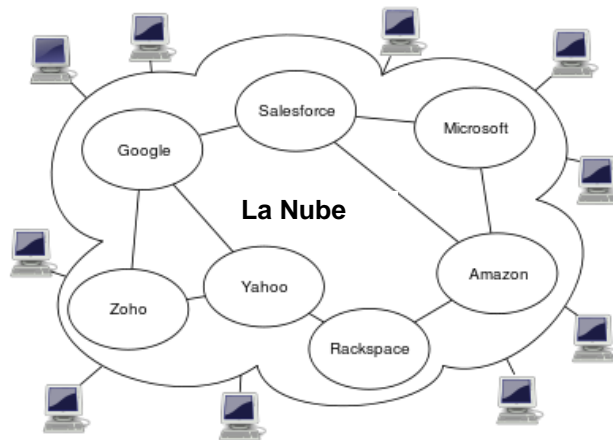 Salesforce
Microsoft
Google
La Nube
Amazon
Yahoo
Zoho
Rackspace